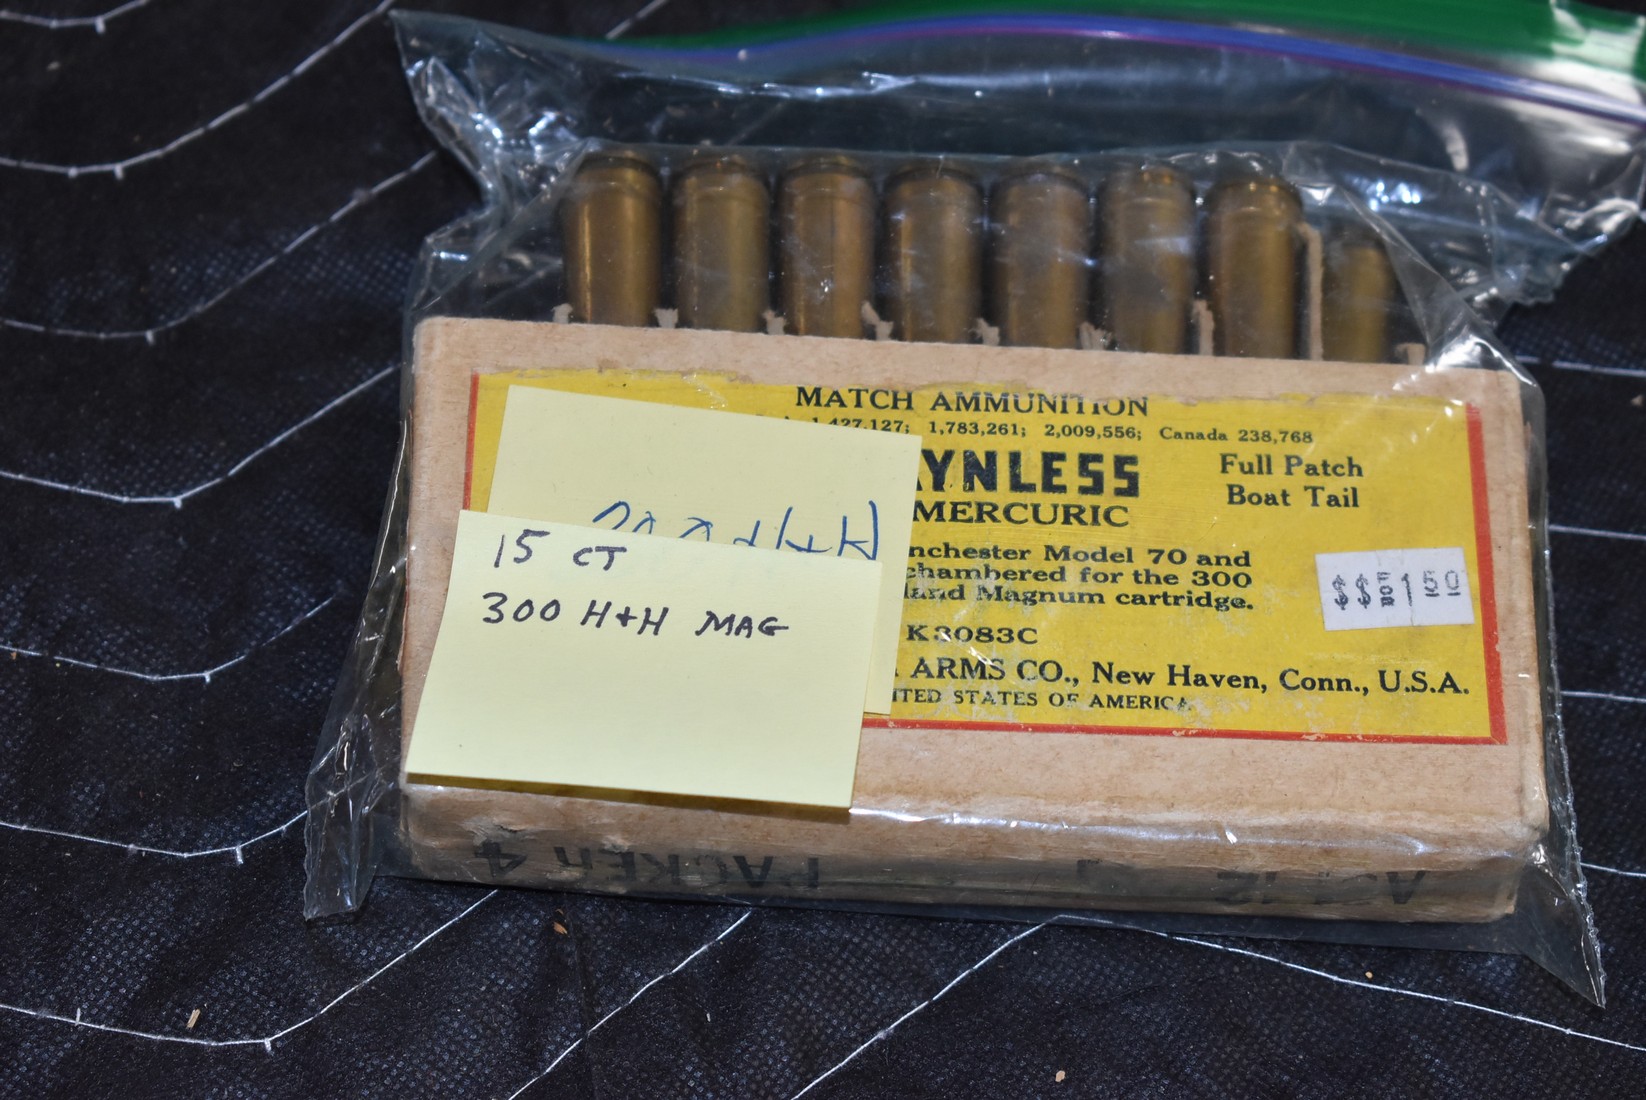 MATCH AMMUNITION
1,427,127; 1,783,261; 2,009,556; Canada 238,768
AYNLESS
Full Patch
Boat Tail
MERCURIC
nchester Model 70 and
chambered for the 300
land Magnum cartridge.
$$ 1 50
K3083C
ARMS CO., New Haven, Conn., U.S.A.
ITED STATES OF AMERICA
H+H
15 CT
300 H+H MAG
PACKER 4